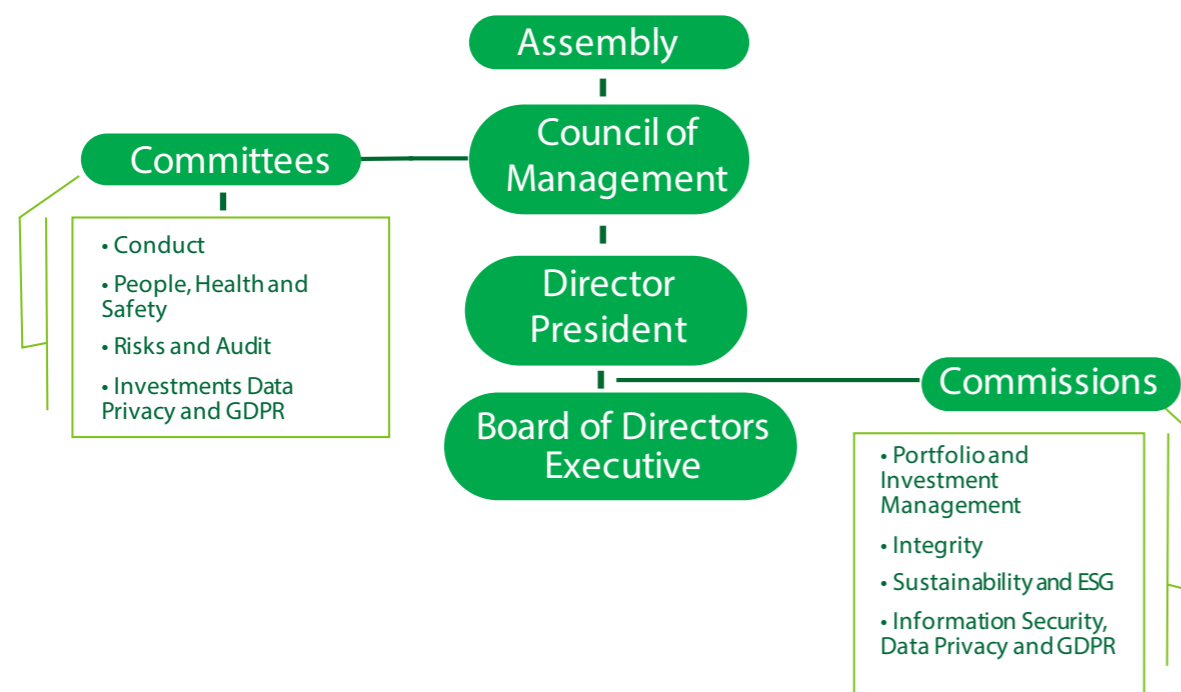 Assembly
Council of
Management
Committees
• Conduct
• People, Health and
Safety
• Risks and Audit
• Investments Data
Privacy and GDPR
Director
President
Commissions
Board of Directors
Executive
• Portfolio and
Investment
Management
• Integrity
• Sustainability and ESG
• Information Security,
Data Privacy and GDPR